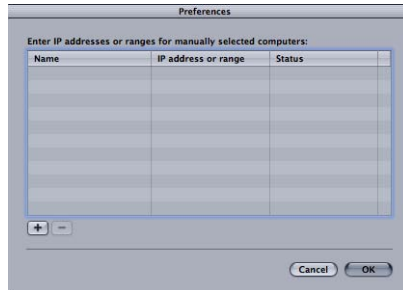 Preferences
Enter IP addresses or ranges for manually selected computers:
Name IP address or range Status
+ −
Cancel OK